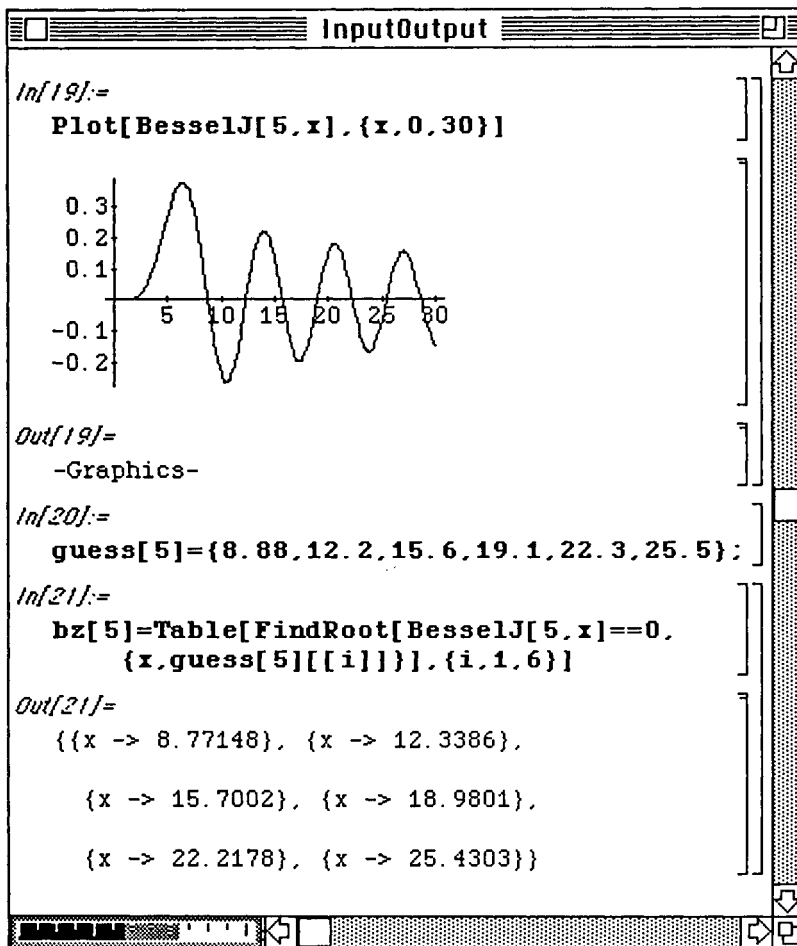 InputOutput
In[19]:=
Plot[BesselJ[5,x],{x,0,30}]
0.3
0.2
0.1
5 10 15 20 25 30
-0.1
-0.2
Out[19]=
-Graphics-
In[20]:=
guess[5]={8.88,12.2,15.6,19.1,22.3,25.5};
In[21]:=
bz[5]=Table[FindRoot[BesselJ[5,x]==0,
{x,guess[5][[i]]}],{i,1,6}]
Out[21]=
{{x -> 8.77148}, {x -> 12.3386},
{x -> 15.7002}, {x -> 18.9801},
{x -> 22.2178}, {x -> 25.4303}}